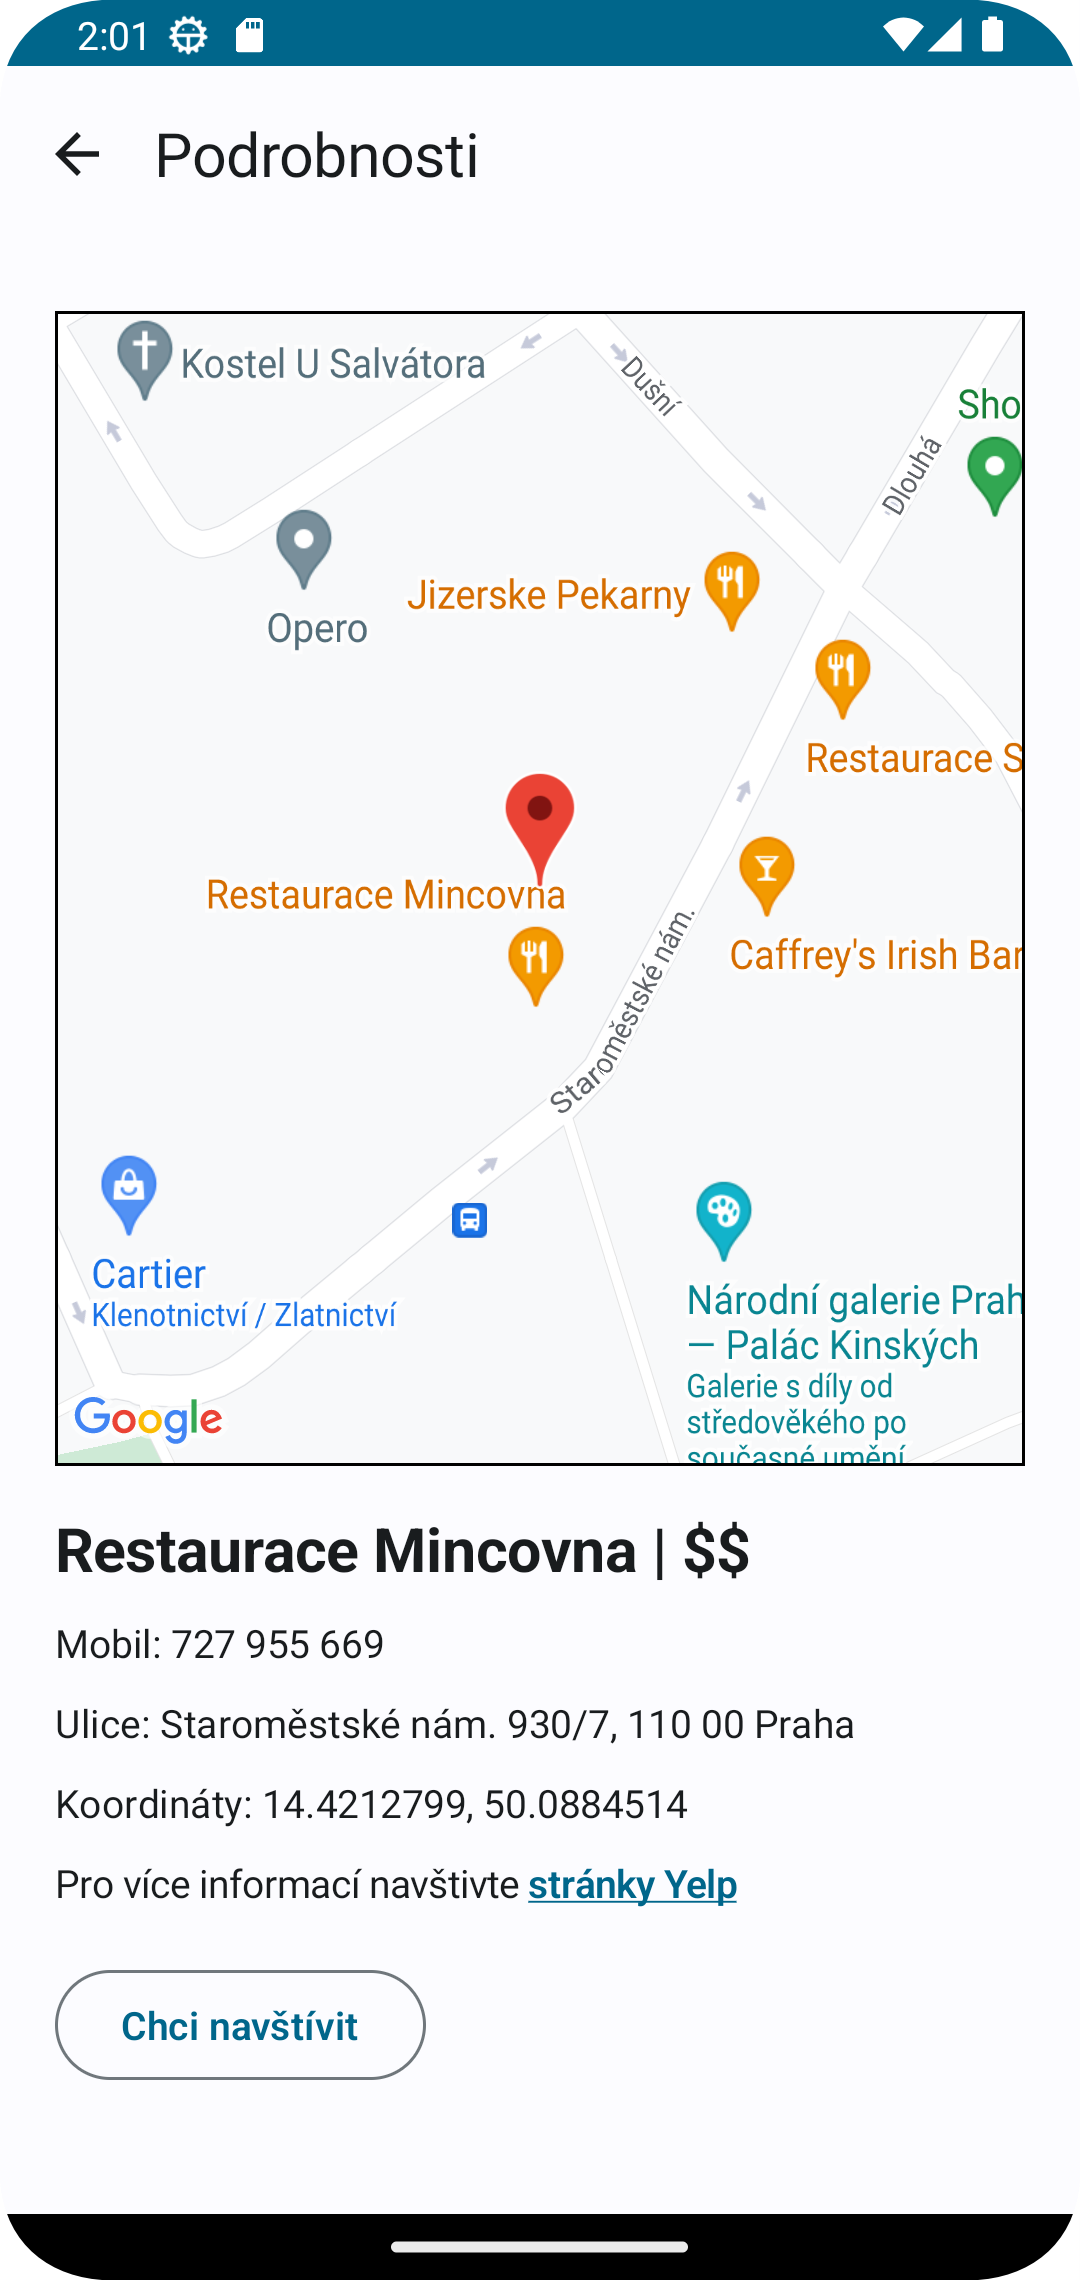 2:01
Podrobnosti
Kostel U Salvátora
Dušní
Sho
Dlouhá
Jizerske Pekarny
Opero
Restaurace S
Restaurace Mincovna
Caffrey's Irish Bar
Staroměstské nám.
Cartier
Klenotnictví / Zlatnictví
Národní galerie Prah
— Palác Kinských
Galerie s díly od
středověkého po
současné umění
Google
Restaurace Mincovna | $$
Mobil: 727 955 669
Ulice: Staroměstské nám. 930/7, 110 00 Praha
Koordináty: 14.4212799, 50.0884514
Pro více informací navštivte stránky Yelp
Chci navštívit